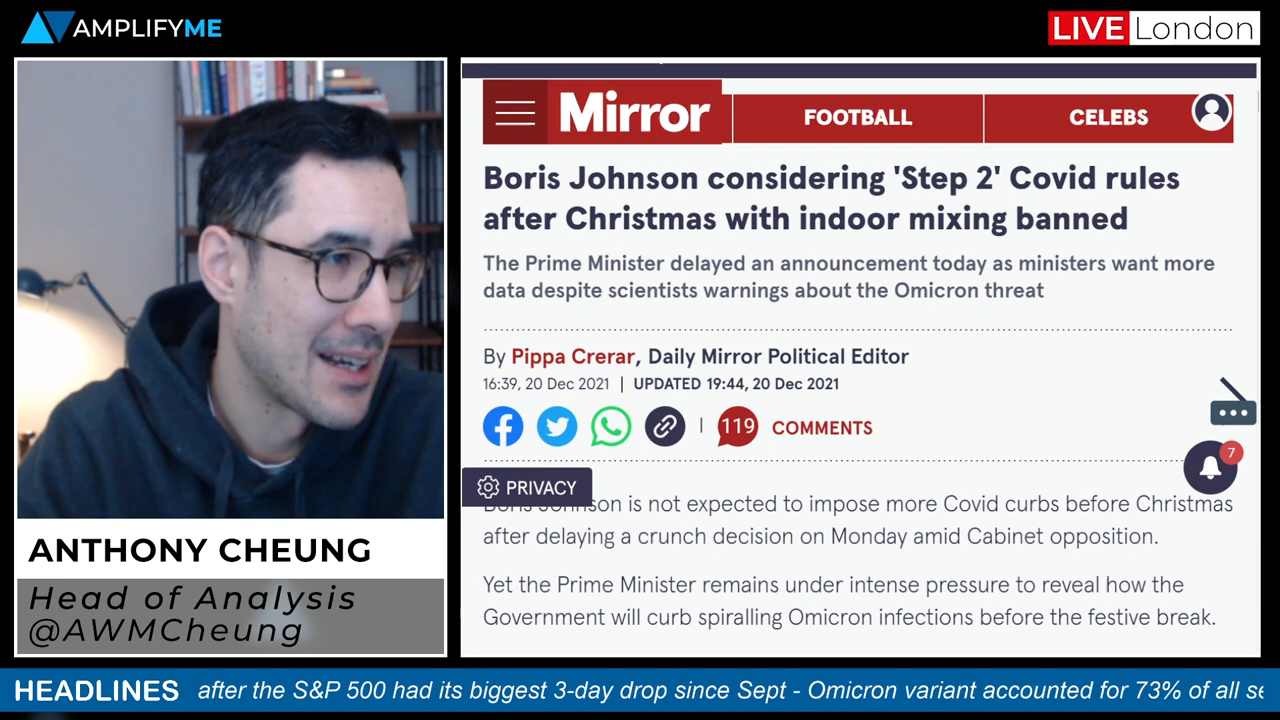 AMPLIFYME
LIVE London
Mirror
FOOTBALL
CELEBS
Boris Johnson considering 'Step 2' Covid rules
after Christmas with indoor mixing banned
The Prime Minister delayed an announcement today as ministers want more
data despite scientists warnings about the Omicron threat
By Pippa Crerar, Daily Mirror Political Editor
16:39, 20 Dec 2021 | UPDATED 19:44, 20 Dec 2021
119 COMMENTS
7
PRIVACY
Boris Johnson is not expected to impose more Covid curbs before Christmas
after delaying a crunch decision on Monday amid Cabinet opposition.
Yet the Prime Minister remains under intense pressure to reveal how the
Government will curb spiralling Omicron infections before the festive break.
ANTHONY CHEUNG
Head of Analysis
@AWMCheung
HEADLINES after the S&P 500 had its biggest 3-day drop since Sept - Omicron variant accounted for 73% of all